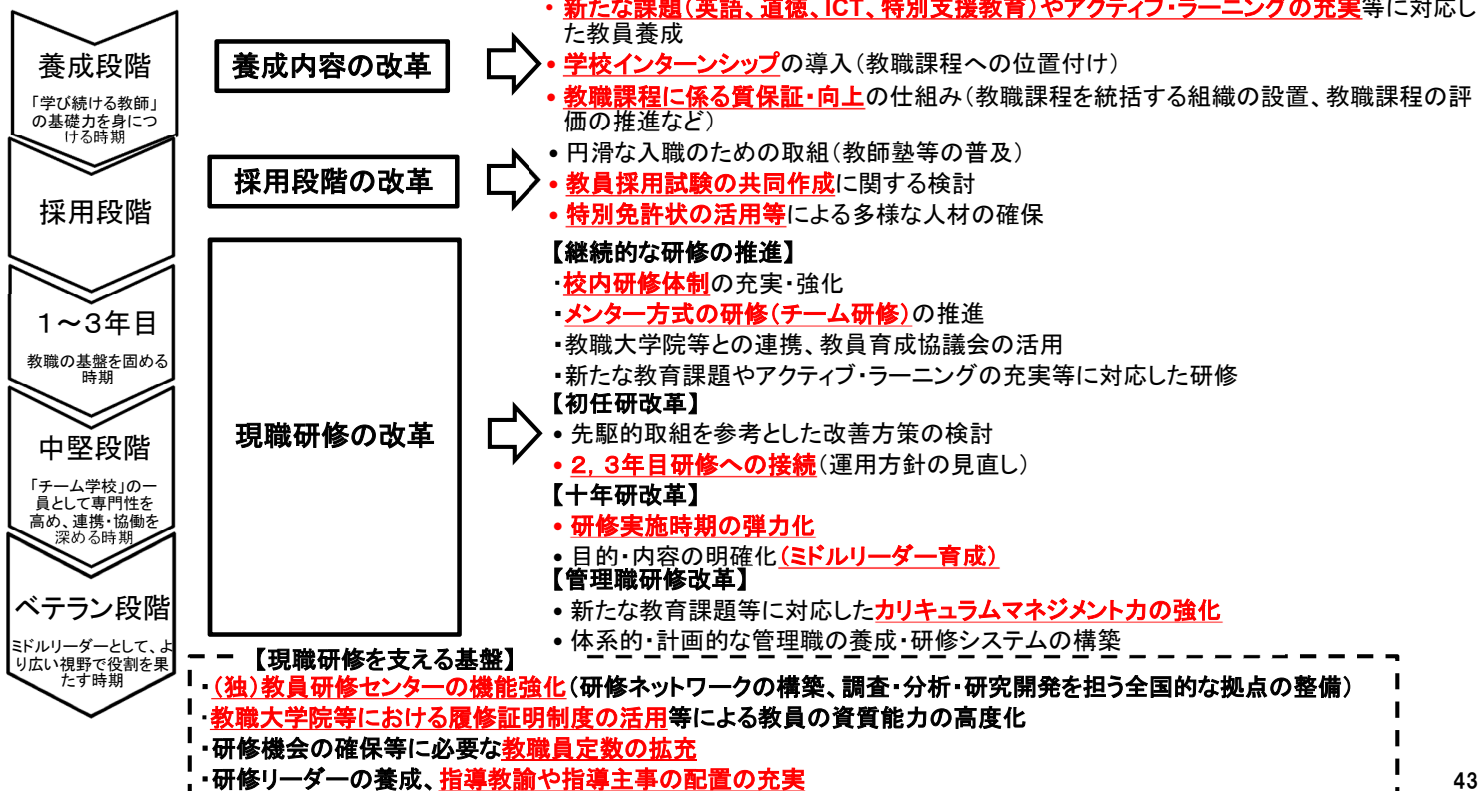 養成段階
「学び続ける教師」
の基礎力を身につ
ける時期
採用段階
1～3年目
教職の基盤を固める
時期
中堅段階
「チーム学校」の一
員として専門性を
高め、連携・協働を
深める時期
ベテラン段階
ミドルリーダーとして、よ
り広い視野で役割を果
たす時期
養成内容の改革
• 新たな課題(英語、道徳、ICT、特別支援教育)やアクティブ・ラーニングの充実等に対応し
た教員養成
• 学校インターンシップの導入(教職課程への位置付け)
• 教職課程に係る質保証・向上の仕組み(教職課程を統括する組織の設置、教職課程の評
価の推進など)
採用段階の改革
• 円滑な入職のための取組(教師塾等の普及)
• 教員採用試験の共同作成に関する検討
• 特別免許状の活用等による多様な人材の確保
現職研修の改革
【継続的な研修の推進】
・校内研修体制の充実・強化
・メンター方式の研修(チーム研修)の推進
・教職大学院等との連携、教員育成協議会の活用
・新たな教育課題やアクティブ・ラーニングの充実等に対応した研修
【初任研改革】
• 先駆的取組を参考とした改善方策の検討
• 2, 3年目研修への接続(運用方針の見直し)
【十年研改革】
• 研修実施時期の弾力化
• 目的・内容の明確化(ミドルリーダー育成)
【管理職研修改革】
• 新たな教育課題等に対応したカリキュラムマネジメント力の強化
• 体系的・計画的な管理職の養成・研修システムの構築
【現職研修を支える基盤】
・(独)教員研修センターの機能強化(研修ネットワークの構築、調査・分析・研究開発を担う全国的な拠点の整備)
・教職大学院等における履修証明制度の活用等による教員の資質能力の高度化
・研修機会の確保等に必要な教職員定数の拡充
・研修リーダーの養成、指導教諭や指導主事の配置の充実
43